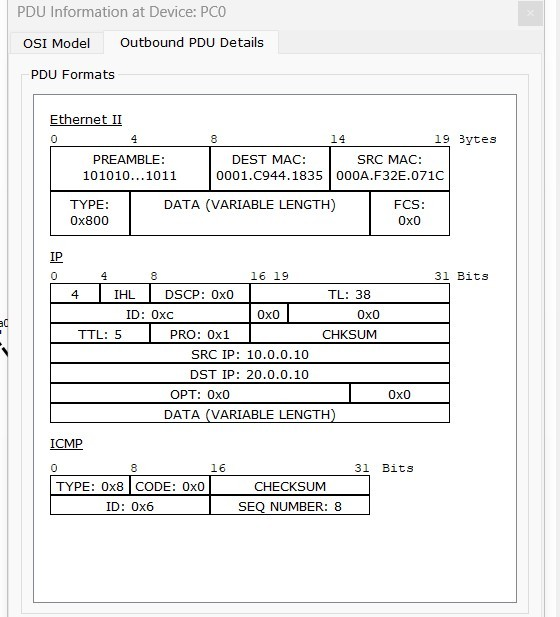 PDU Information at Device: PC0
OSI Model Outbound PDU Details
PDU Formats
Ethernet II
0 4 8 14 19 Bytes
PREAMBLE: DEST MAC: SRC MAC:
101010...1011 0001.C944.1835 000A.F32E.071C
TYPE: DATA (VARIABLE LENGTH) FCS:
0x800 0x0
IP
0 4 8 16 19 31 Bits
4 IHL DSCP: 0x0 TL: 38
ID: 0xc 0x0 0x0
TTL: 5 PRO: 0x1 CHKSUM
SRC IP: 10.0.0.10
DST IP: 20.0.0.10
OPT: 0x0 0x0
DATA (VARIABLE LENGTH)
ICMP
0 8 16 31 Bits
TYPE: 0x8 CODE: 0x0 CHECKSUM
ID: 0x6 SEQ NUMBER: 8